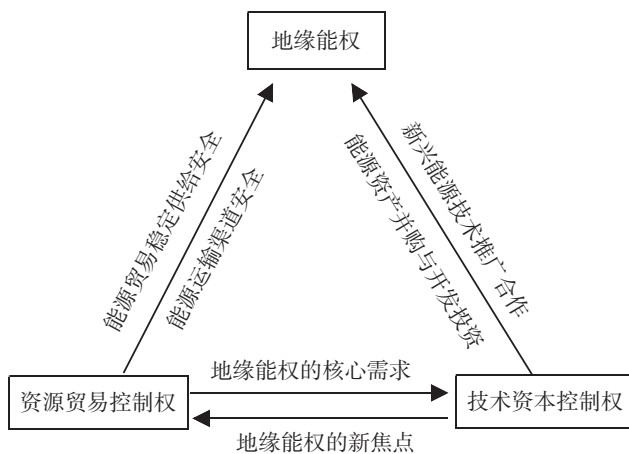 地缘能权
能源贸易稳定供给安全
能源运输渠道安全
新兴能源技术推广合作
能源资产并购与开发投资
资源贸易控制权
地缘能权的核心需求
技术资本控制权
地缘能权的新焦点